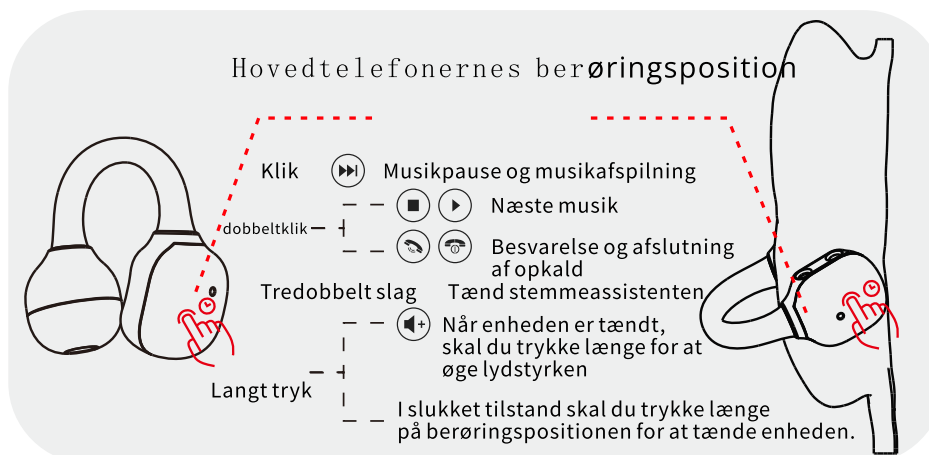 Hovedtelefonernes berøringsposition
Klik Musikpause og musikafspilning
dobbeltklik Næste musik
Besvarelse og afslutning
af opkald
Tredobbelt slag Tænd stemmeassistenten
Når enheden er tændt,
skal du trykke længe for at
øge lydstyrken
Langt tryk
I slukket tilstand skal du trykke længe
på berøringspositionen for at tænde enheden.